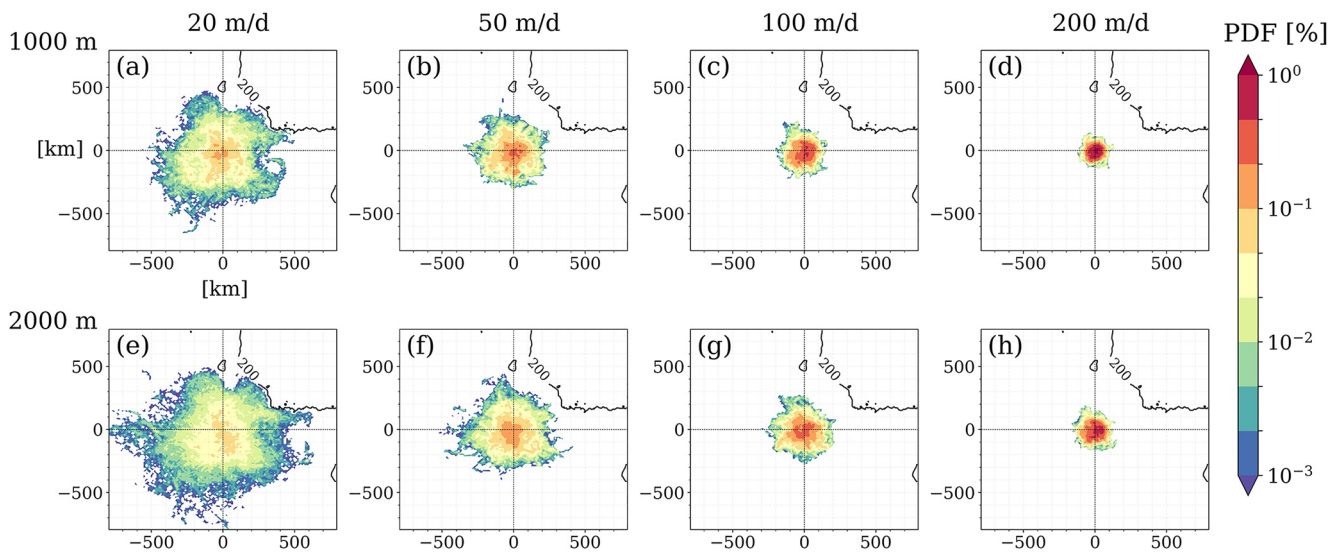 20 m/d 50 m/d 100 m/d 200 m/d PDF [%]
1000 m
(a) (b) (c) (d)
200 200 200 200
500 500 500 500
[km] 0 0 0 0
−500 −500 −500 −500
−500 0 500 −500 0 500 −500 0 500 −500 0 500
[km]
2000 m
(e) (f) (g) (h)
200 200 200 200
500 500 500 500
0 0 0 0
−500 −500 −500 −500
−500 0 500 −500 0 500 −500 0 500 −500 0 500
10⁰
10⁻¹
10⁻²
10⁻³